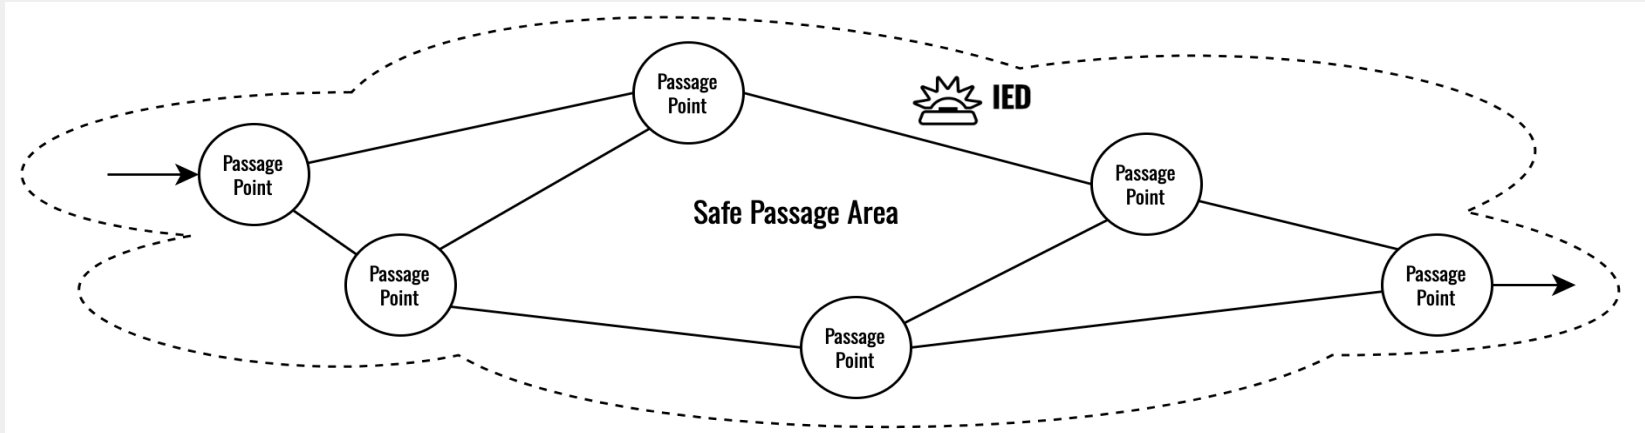 Passage
Point
IED
Passage
Point
Passage
Point
Safe Passage Area
Passage
Point
Passage
Point
Passage
Point